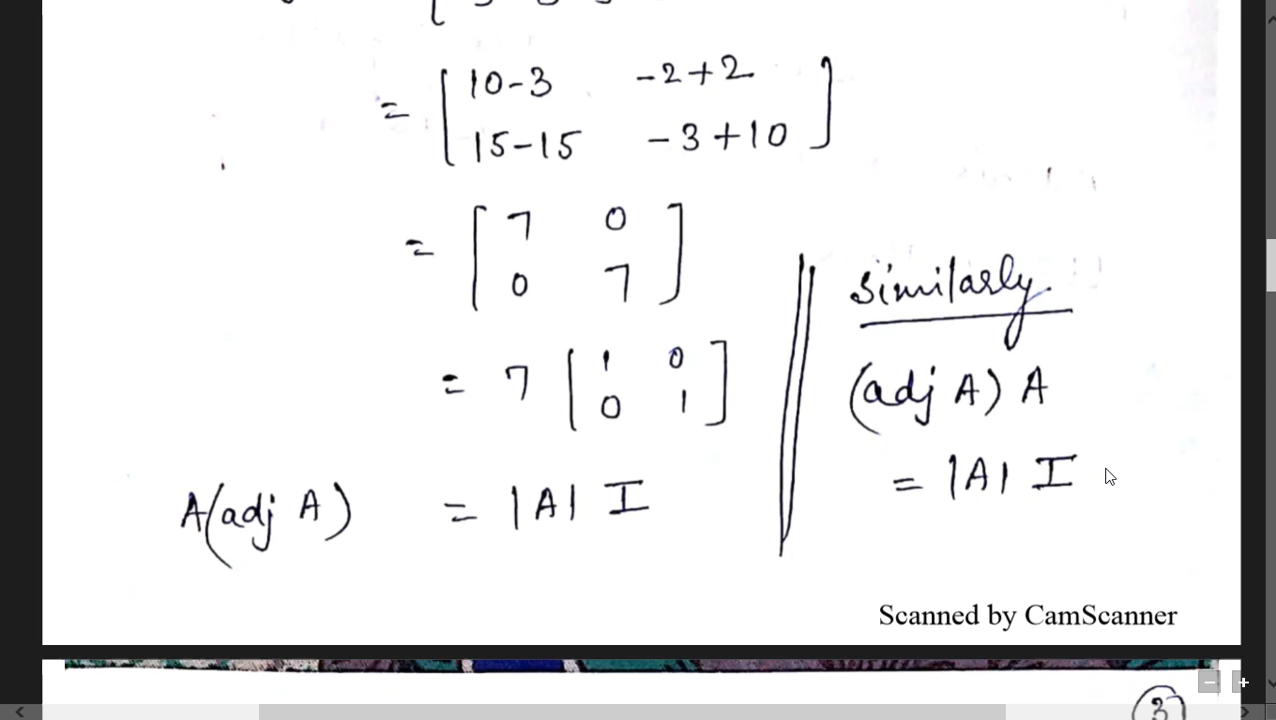 = [ 10-3 -2+2 ]
[ 15-15 -3+10 ]
= [ 7 0 ]
[ 0 7 ]
= 7 [ 1 0 ]
[ 0 1 ]
A(adj A) = |A| I
Similarly.
(adj A) A
= |A| I
Scanned by CamScanner
3